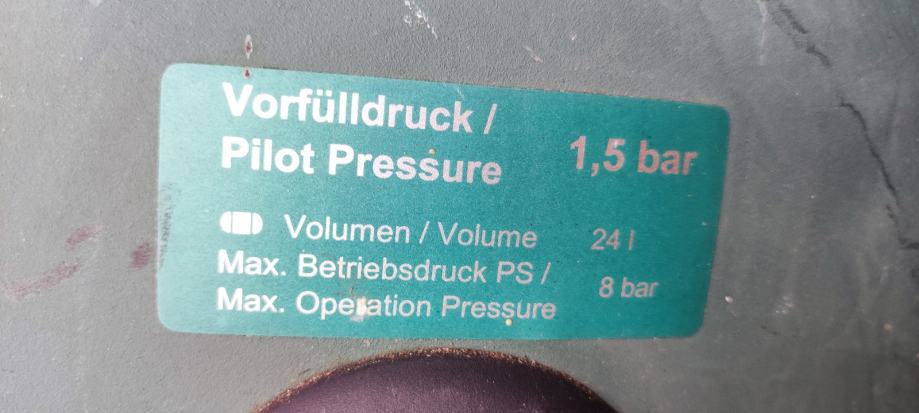 Vorfülldruck /
Pilot Pressure 1,5 bar
Volumen / Volume 24 l
Max. Betriebsdruck PS /
Max. Operation Pressure 8 bar